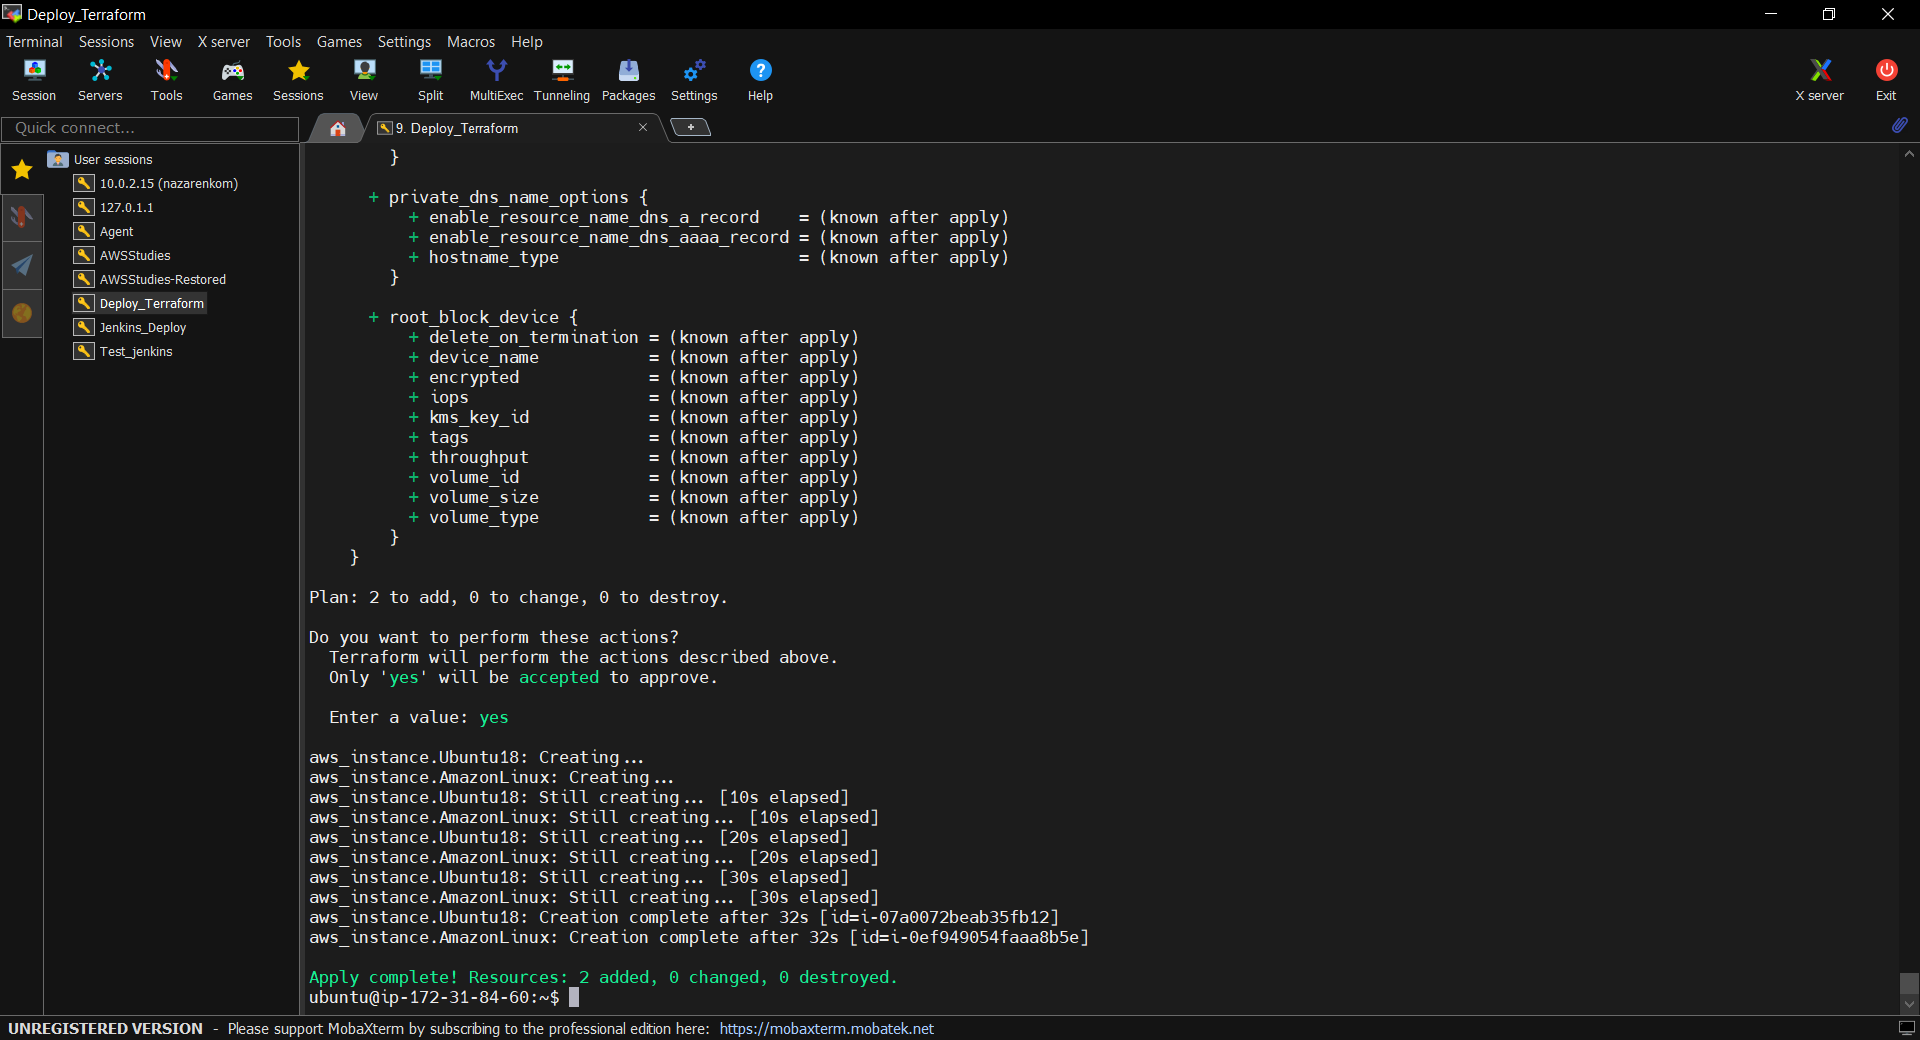 Deploy_Terraform
Terminal Sessions View X server Tools Games Settings Macros Help
Session Servers Tools Games Sessions View Split MultiExec Tunneling Packages Settings Help X server Exit
Quick connect...
9. Deploy_Terraform
User sessions
10.0.2.15 (nazarenkom)
127.0.1.1
Agent
AWSStudies
AWSStudies-Restored
Deploy_Terraform
Jenkins_Deploy
Test_jenkins
        }

      + private_dns_name_options {
          + enable_resource_name_dns_a_record    = (known after apply)
          + enable_resource_name_dns_aaaa_record = (known after apply)
          + hostname_type                        = (known after apply)
        }

      + root_block_device {
          + delete_on_termination = (known after apply)
          + device_name           = (known after apply)
          + encrypted             = (known after apply)
          + iops                  = (known after apply)
          + kms_key_id            = (known after apply)
          + tags                  = (known after apply)
          + throughput            = (known after apply)
          + volume_id             = (known after apply)
          + volume_size           = (known after apply)
          + volume_type           = (known after apply)
        }
    }

Plan: 2 to add, 0 to change, 0 to destroy.

Do you want to perform these actions?
  Terraform will perform the actions described above.
  Only 'yes' will be accepted to approve.

  Enter a value: yes

aws_instance.Ubuntu18: Creating...
aws_instance.AmazonLinux: Creating...
aws_instance.Ubuntu18: Still creating... [10s elapsed]
aws_instance.AmazonLinux: Still creating... [10s elapsed]
aws_instance.Ubuntu18: Still creating... [20s elapsed]
aws_instance.AmazonLinux: Still creating... [20s elapsed]
aws_instance.Ubuntu18: Still creating... [30s elapsed]
aws_instance.AmazonLinux: Still creating... [30s elapsed]
aws_instance.Ubuntu18: Creation complete after 32s [id=i-07a0072beab35fb12]
aws_instance.AmazonLinux: Creation complete after 32s [id=i-0ef949054faaa8b5e]

Apply complete! Resources: 2 added, 0 changed, 0 destroyed.
ubuntu@ip-172-31-84-60:~$
UNREGISTERED VERSION - Please support MobaXterm by subscribing to the professional edition here: https://mobaxterm.mobatek.net